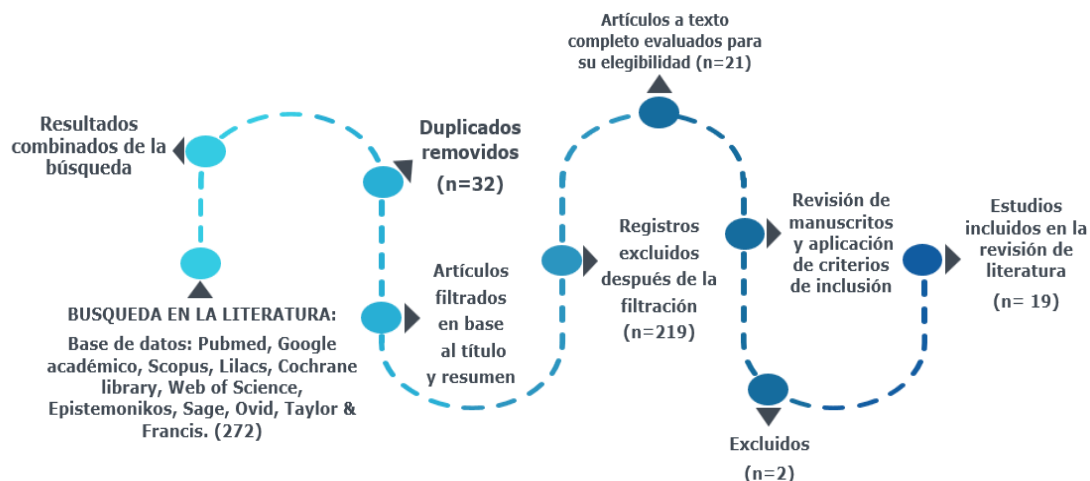 BUSQUEDA EN LA LITERATURA:
Base de datos: Pubmed, Google
académico, Scopus, Lilacs, Cochrane
library, Web of Science,
Epistemonikos, Sage, Ovid, Taylor &
Francis. (272)
Resultados
combinados de la
búsqueda
Duplicados
removidos
(n=32)
Artículos
filtrados
en base
al título
y resumen
Registros
excluidos
después de la
filtración
(n=219)
Artículos a texto
completo evaluados para
su elegibilidad (n=21)
Revisión de
manuscritos
y aplicación
de criterios
de inclusión
Excluidos
(n=2)
Estudios
incluidos en la
revisión de
literatura
(n= 19)